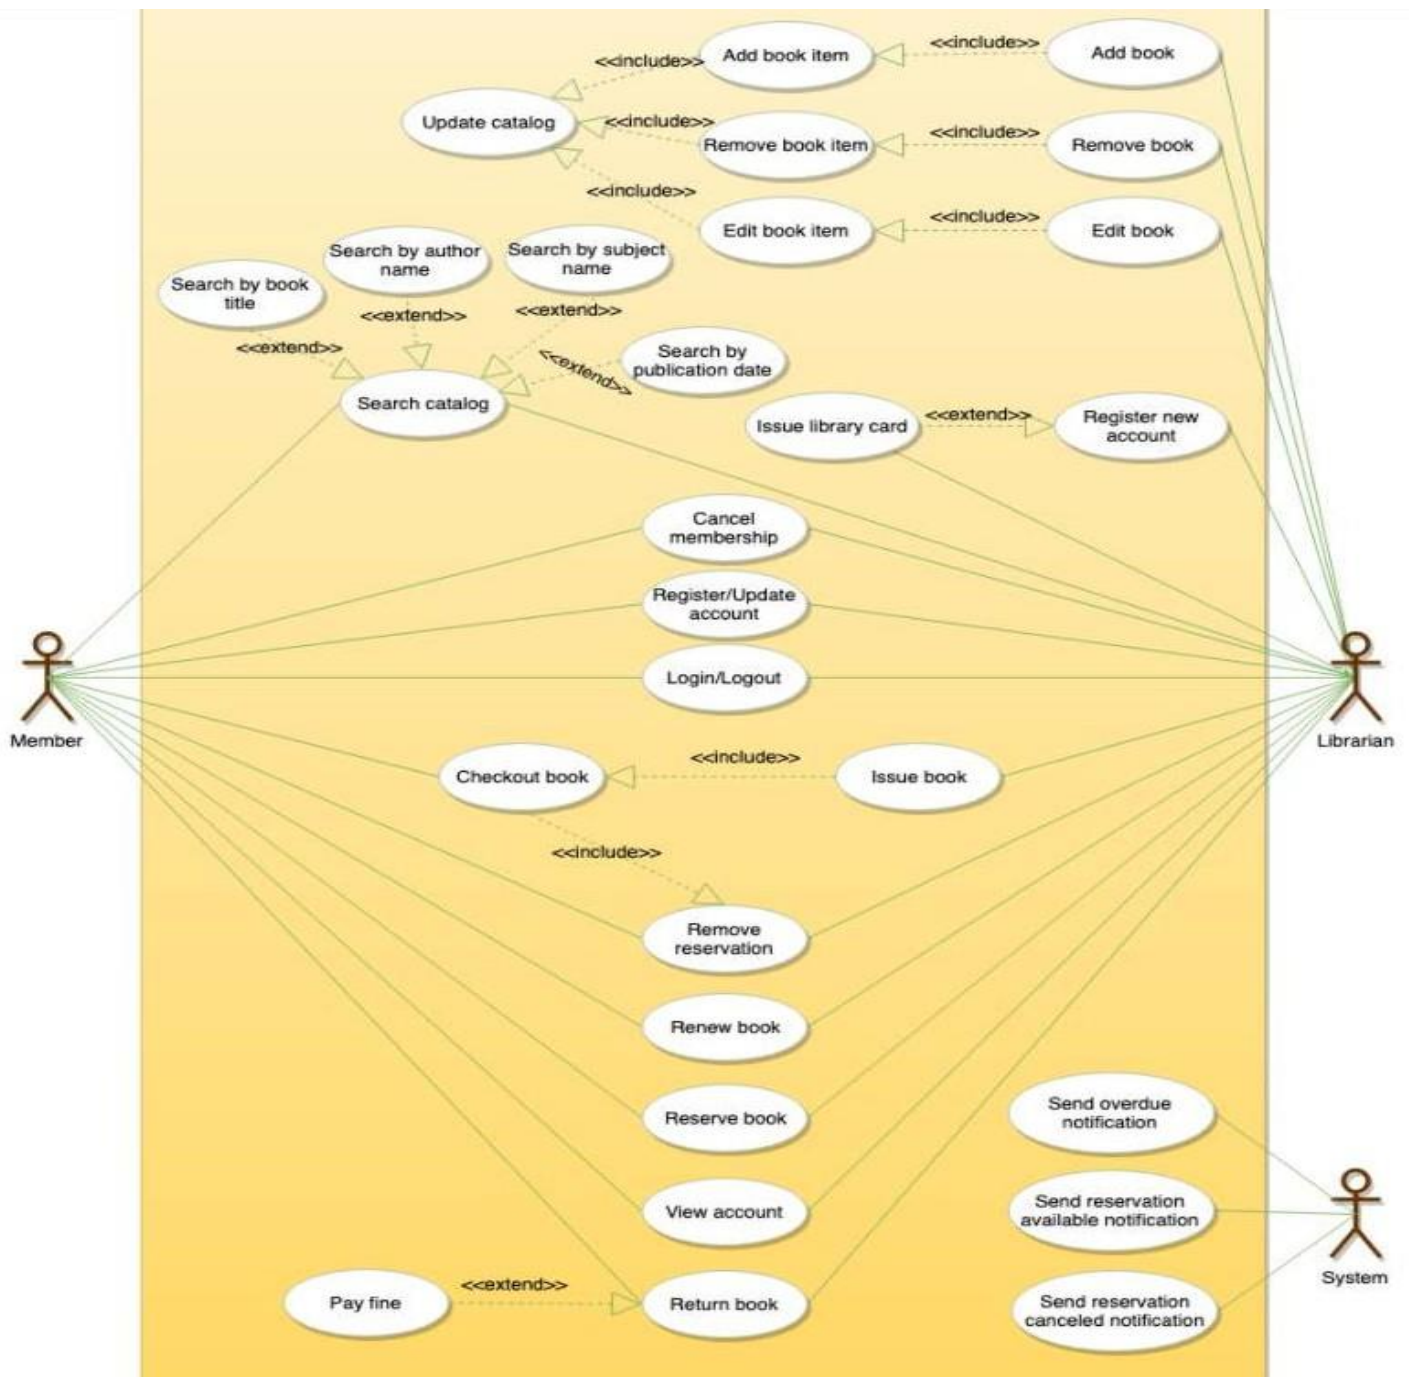 <<include>>
Add book item
<<include>>
Add book
Update catalog
<<include>>
Remove book item
<<include>>
Remove book
<<include>>
Edit book item
<<include>>
Edit book
Search by book
title
Search by author
name
Search by subject
name
<<extend>>
<<extend>>
<<extend>>
<<extend>>
Search by
publication date
Search catalog
Issue library card
<<extend>>
Register new
account
Cancel
membership
Register/Update
account
Login/Logout
Member
Librarian
Checkout book
<<include>>
Issue book
<<include>>
Remove
reservation
Renew book
Reserve book
Send overdue
notification
View account
Send reservation
available notification
System
Pay fine
<<extend>>
Return book
Send reservation
canceled notification